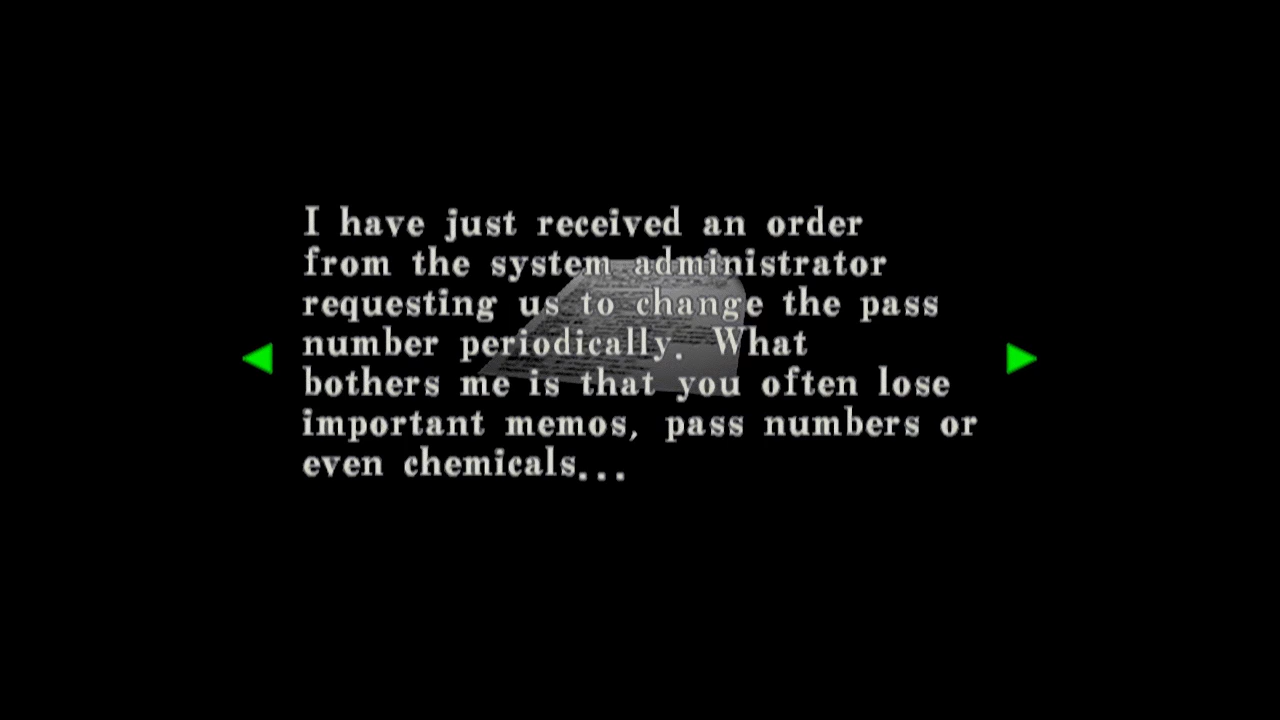 I have just received an order
from the system administrator
requesting us to change the pass
number periodically. What
bothers me is that you often lose
important memos, pass numbers or
even chemicals...